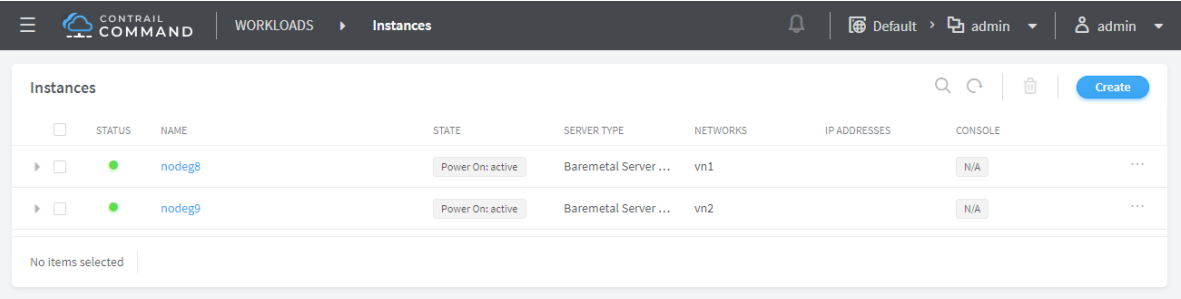 CONTRAIL COMMAND WORKLOADS Instances Default admin admin
Instances Create
STATUS NAME STATE SERVER TYPE NETWORKS IP ADDRESSES CONSOLE
nodeg8 Power On: active Baremetal Server ... vn1 N/A ...
nodeg9 Power On: active Baremetal Server ... vn2 N/A ...
No items selected